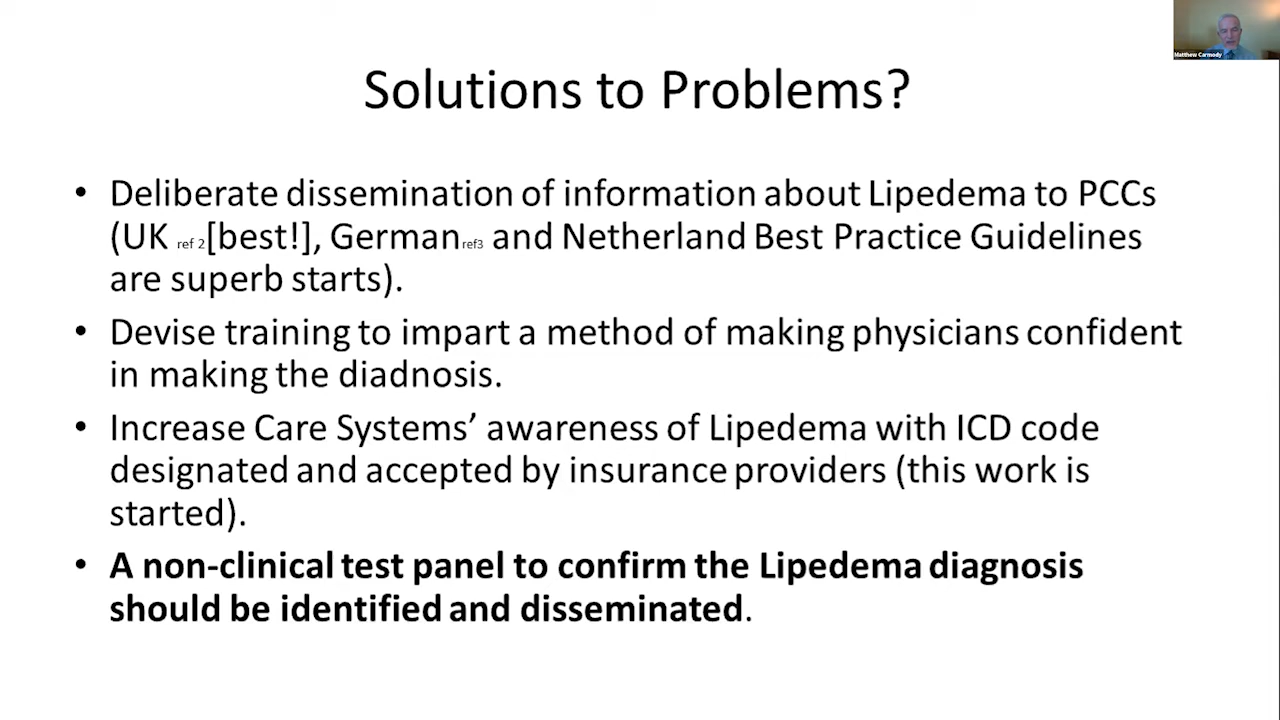 Matthew Carmody
Solutions to Problems?
• Deliberate dissemination of information about Lipedema to PCCs
(UK ref 2[best!], German ref3 and Netherland Best Practice Guidelines
are superb starts).
• Devise training to impart a method of making physicians confident
in making the diadnosis.
• Increase Care Systems’ awareness of Lipedema with ICD code
designated and accepted by insurance providers (this work is
started).
• A non-clinical test panel to confirm the Lipedema diagnosis
should be identified and disseminated.